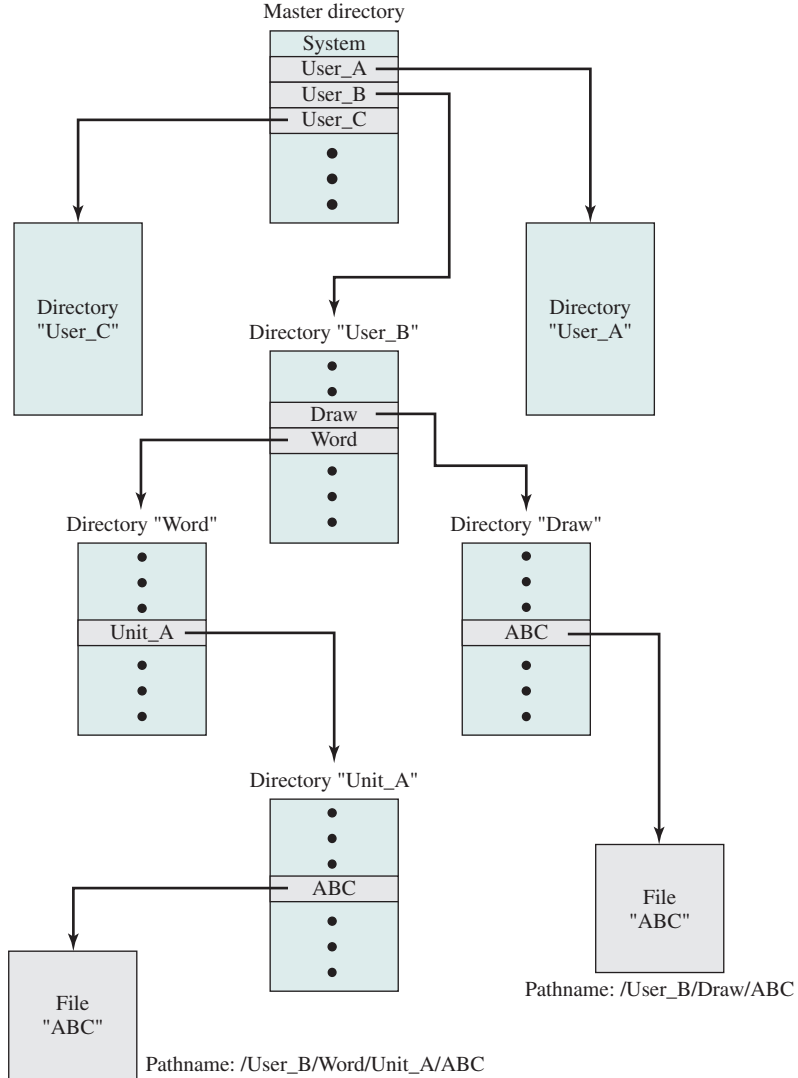 Master directory
System
User_A
User_B
User_C
Directory
"User_C"
Directory
"User_A"
Directory "User_B"
Draw
Word
Directory "Word"
Directory "Draw"
Unit_A
ABC
Directory "Unit_A"
ABC
File
"ABC"
Pathname: /User_B/Draw/ABC
File
"ABC"
Pathname: /User_B/Word/Unit_A/ABC